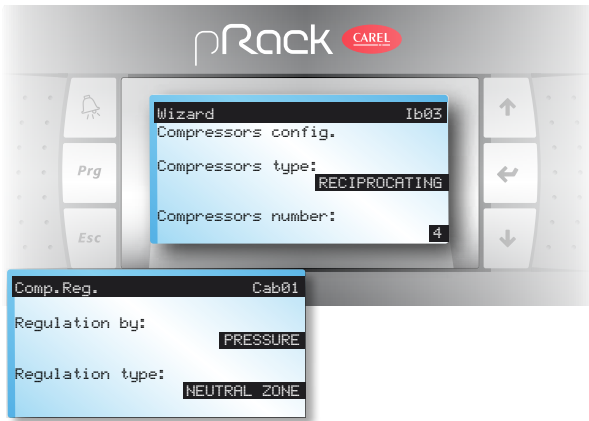 pRack CAREL
Wizard Ib03
Compressors config.
Compressors type:
RECIPROCATING
Prg
Compressors number:
4
Esc
Comp.Reg. Cab01
Regulation by:
PRESSURE
Regulation type:
NEUTRAL ZONE